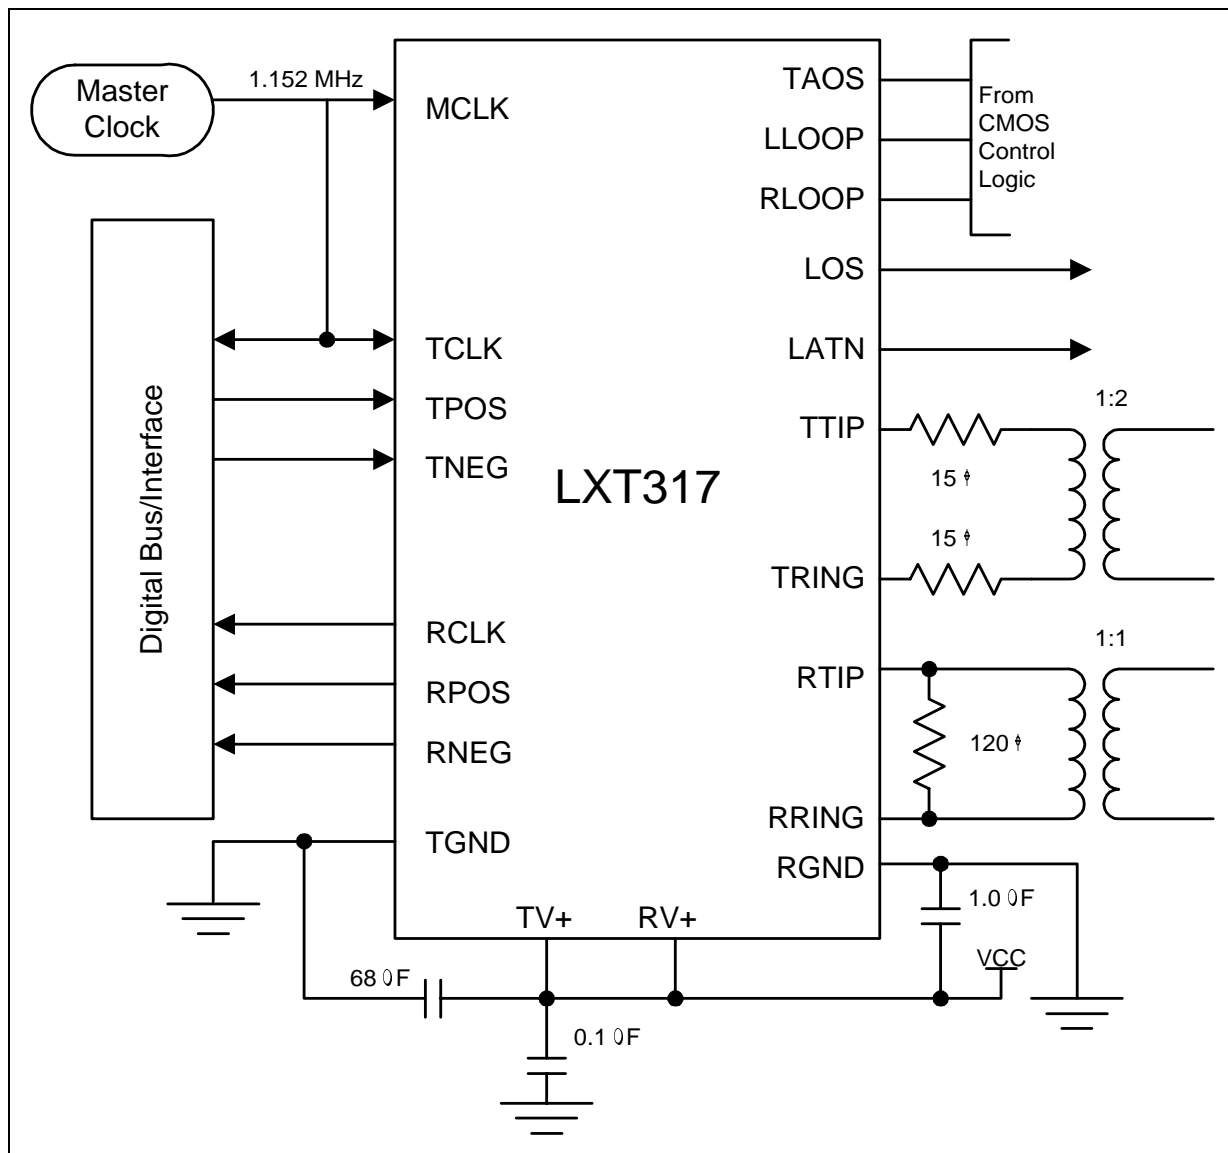 Master
Clock
1.152 MHz
MCLK
TCLK
TPOS
TNEG
RCLK
RPOS
RNEG
TGND
Digital Bus/Interface
LXT317
TAOS
LLOOP
RLOOP
LOS
LATN
TTIP
TRING
RTIP
RRING
RGND
TV+
RV+
From
CMOS
Control
Logic
1:2
15
15
1:1
120
1.0 F
VCC
68 F
0.1 F